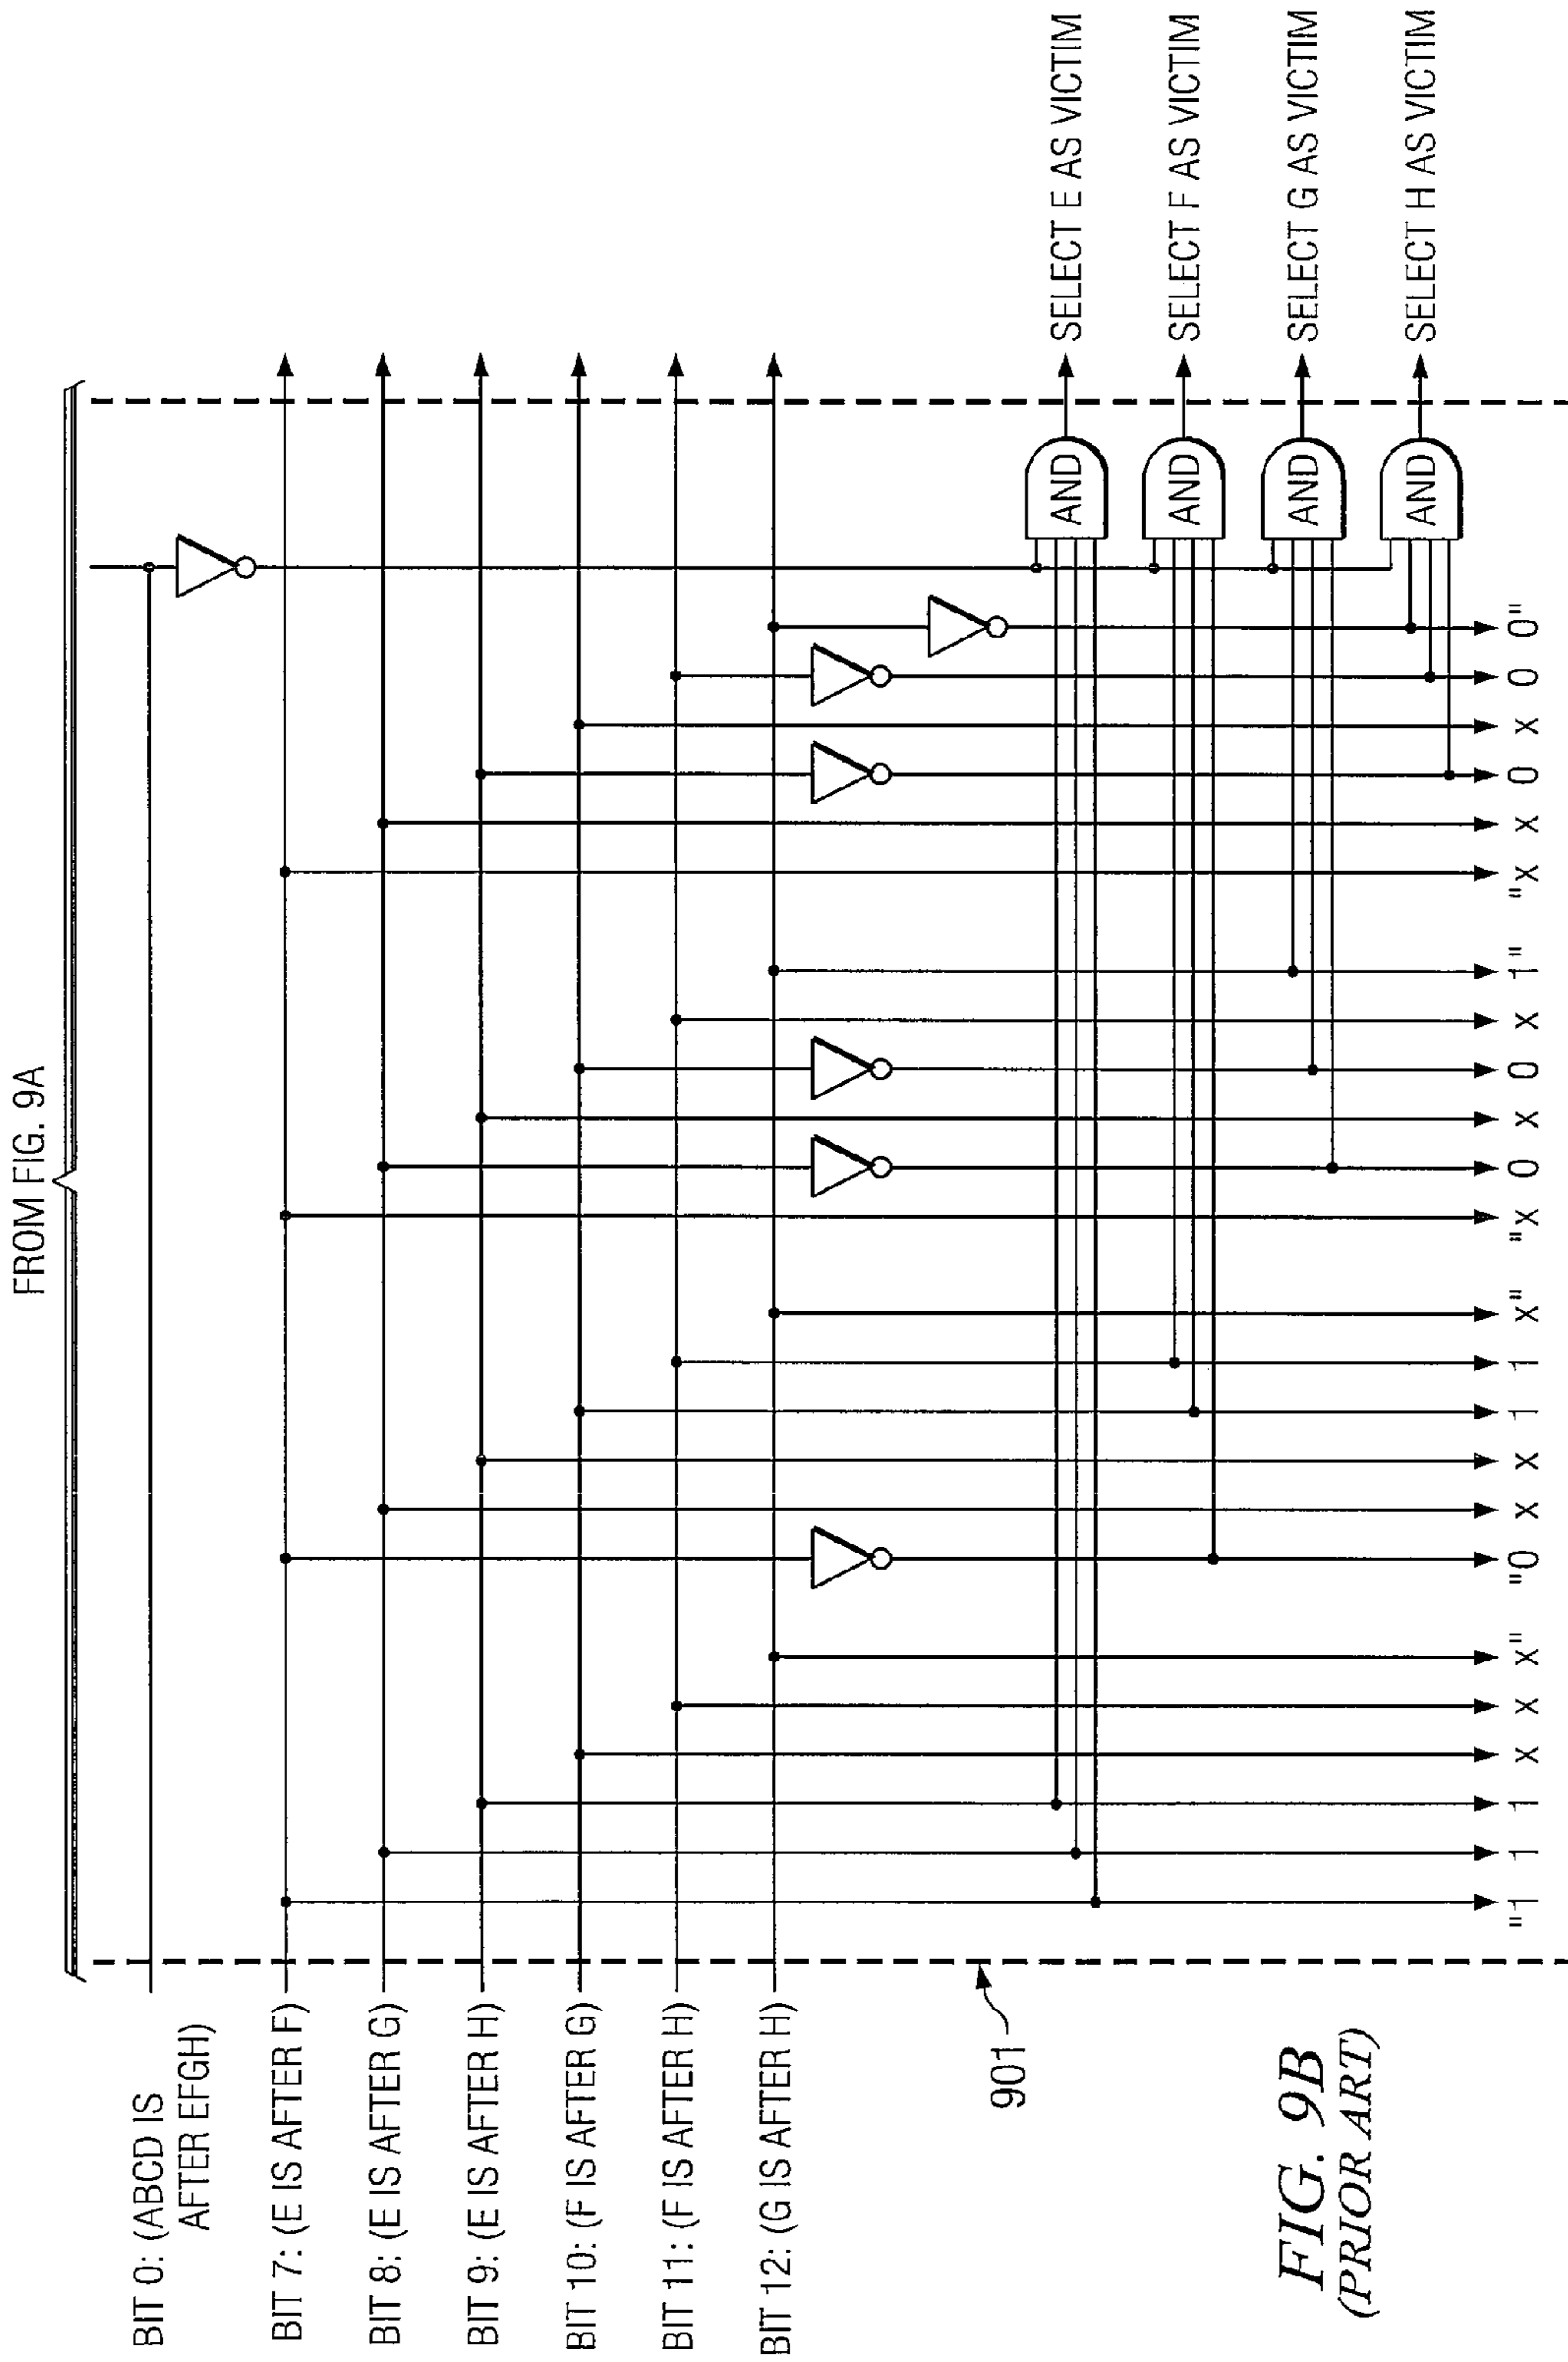 FROM FIG. 9A
BIT 0: (ABCD IS
AFTER EFGH)
BIT 7: (E IS AFTER F)
BIT 8: (E IS AFTER G)
BIT 9: (E IS AFTER H)
BIT 10: (F IS AFTER G)
BIT 11: (F IS AFTER H)
BIT 12: (G IS AFTER H)
901
AND
SELECT E AS VICTIM
AND
SELECT F AS VICTIM
AND
SELECT G AS VICTIM
AND
SELECT H AS VICTIM
"1 1 1 X X X" "0 X X 1 1 X" "X 0 X 0 X 1" "X X 0 X 0 0"
FIG. 9B
(PRIOR ART)